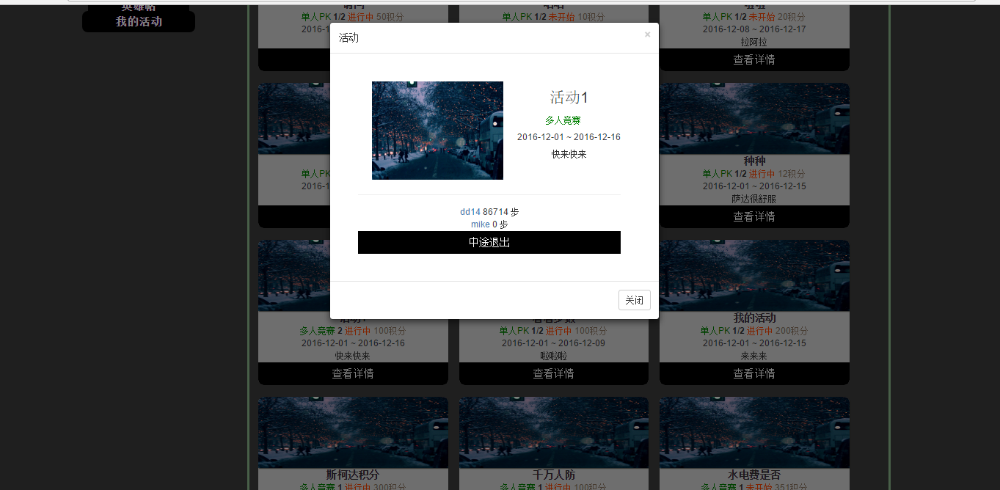 英雄帖
我的活动
单人PK 1/2 进行中 50积分
2016-1
单人PK 1/2 未开始 10积分
单人PK 1/2 未开始 20积分
2016-12-08 ~ 2016-12-17
拉阿拉
查看详情
活动
×
活动1
多人竟赛
2016-12-01 ~ 2016-12-16
快来快来
dd14 86714 步
mike 0 步
中途退出
关闭
单人PK
2016-1
种种
单人PK 1/2 进行中 12积分
2016-12-01 ~ 2016-12-15
萨达很舒服
查看详情
多人竟赛 2 进行中 100积分
2016-12-01 ~ 2016-12-16
快来快来
查看详情
单人PK 1/2 进行中 100积分
2016-12-01 ~ 2016-12-09
啦啦啦
查看详情
我的活动
单人PK 1/2 进行中 200积分
2016-12-01 ~ 2016-12-15
来来来
查看详情
斯柯达积分
多人竟赛 1 进行中 300积分
千万人防
多人竟赛 1 进行中 100积分
水电费是否
多人竟赛 1 未开始 351积分